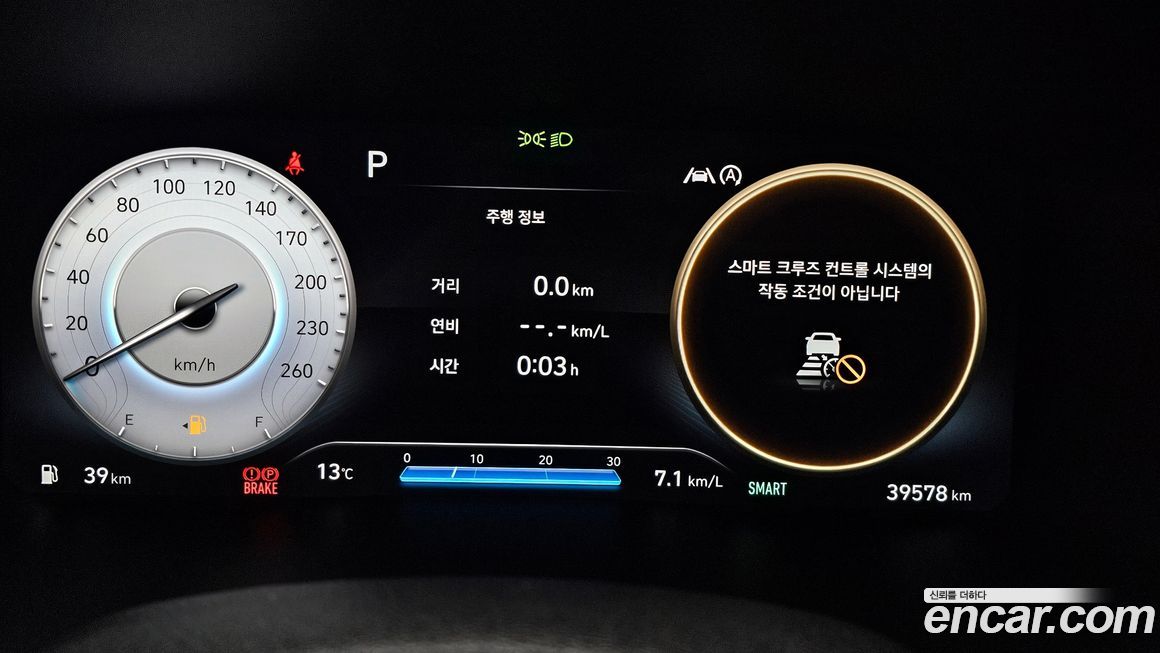 P
주행 정보
거리 0.0 km
연비 --.- km/L
시간 0:03 h
0
20
40
60
80
100
120
140
170
200
230
260
km/h
E
F
39 km
BRAKE
13℃
0 10 20 30
7.1 km/L
A
스마트 크루즈 컨트롤 시스템의
작동 조건이 아닙니다
SMART
39578 km
신뢰를 더하다
encar.com